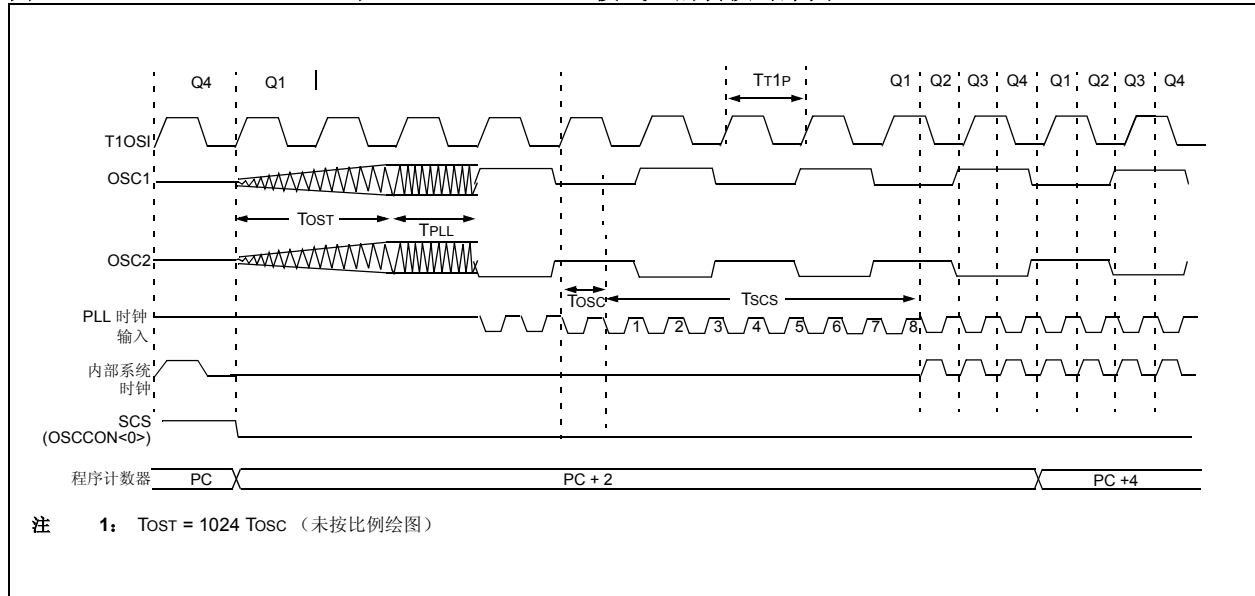 Q4 Q1 TT1P Q1 Q2 Q3 Q4 Q1 Q2 Q3 Q4
T1OSI
OSC1
TOST TPLL
OSC2
TOSC TSCS
PLL 时钟
输入
1 2 3 4 5 6 7 8
内部系统
时钟
SCS
(OSCCON<0>)
程序计数器 PC PC + 2 PC +4
注 1: TOST = 1024 TOSC （未按比例绘图）